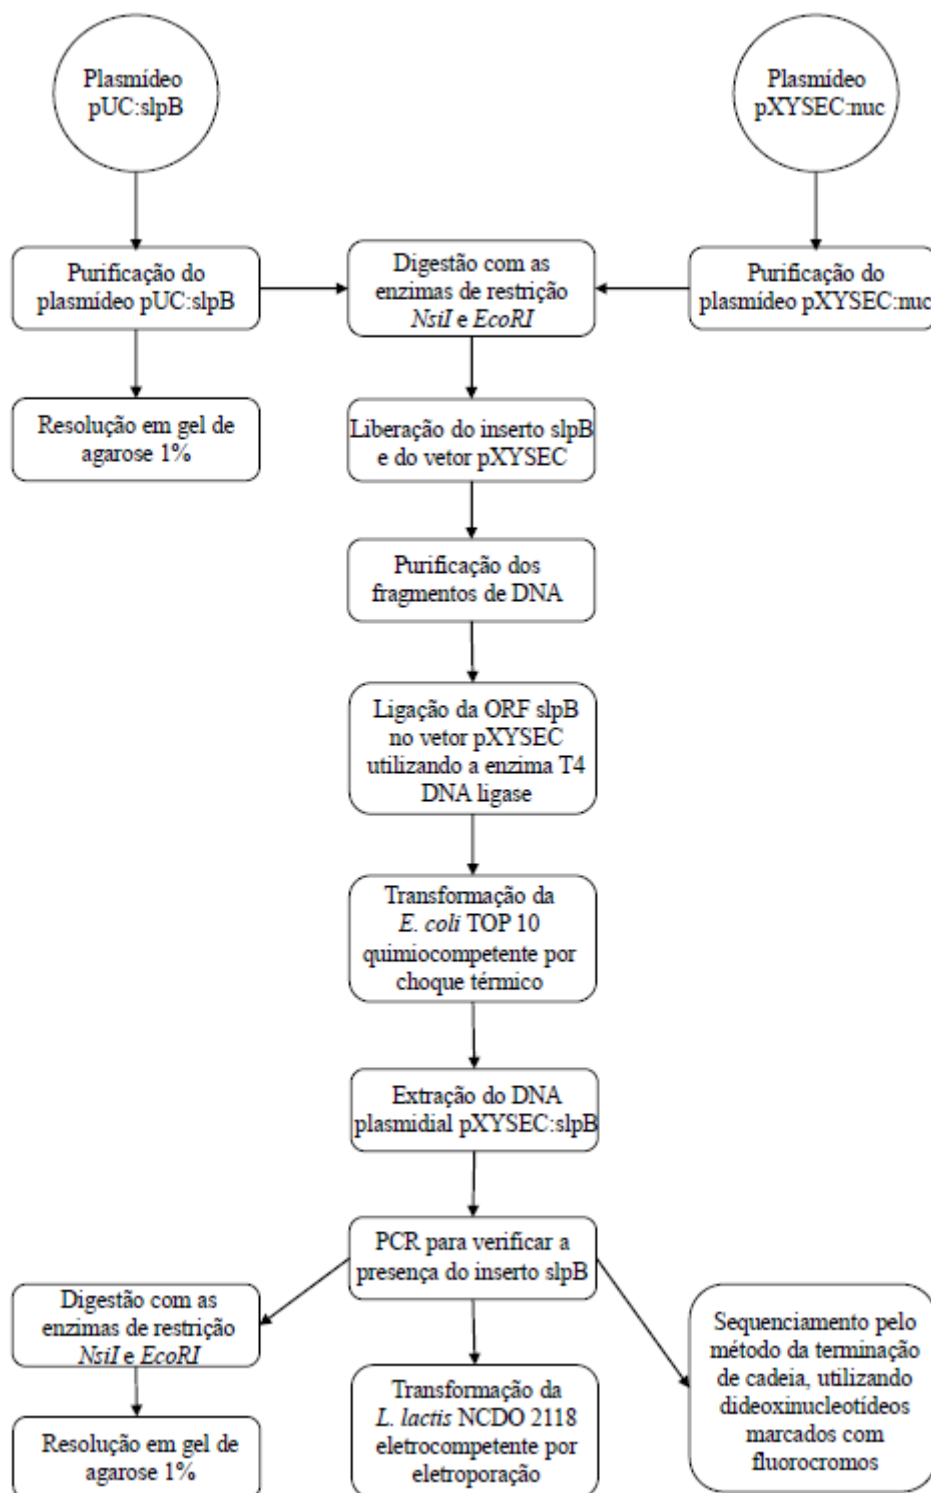 Plasmídeo
pUC:slpB
Plasmídeo
pXYSEC:nuc
Purificação do
plasmídeo pUC:slpB
Digestão com as
enzimas de restrição
NsiI e EcoRI
Purificação do
plasmídeo pXYSEC:nuc
Resolução em gel de
agarose 1%
Liberação do inserto slpB
e do vetor pXYSEC
Purificação dos
fragmentos de DNA
Ligação da ORF slpB
no vetor pXYSEC
utilizando a enzima T4
DNA ligase
Transformação da
E. coli TOP 10
quimiocompetente por
choque térmico
Extração do DNA
plasmidial pXYSEC:slpB
PCR para verificar a
presença do inserto slpB
Digestão com as
enzimas de restrição
NsiI e EcoRI
Resolução em gel de
agarose 1%
Transformação da
L. lactis NCDO 2118
eletrocompetente por
eletroporação
Sequenciamento pelo
método da terminação
de cadeia, utilizando
dideoxinucleotídeos
marcados com
fluorocromos